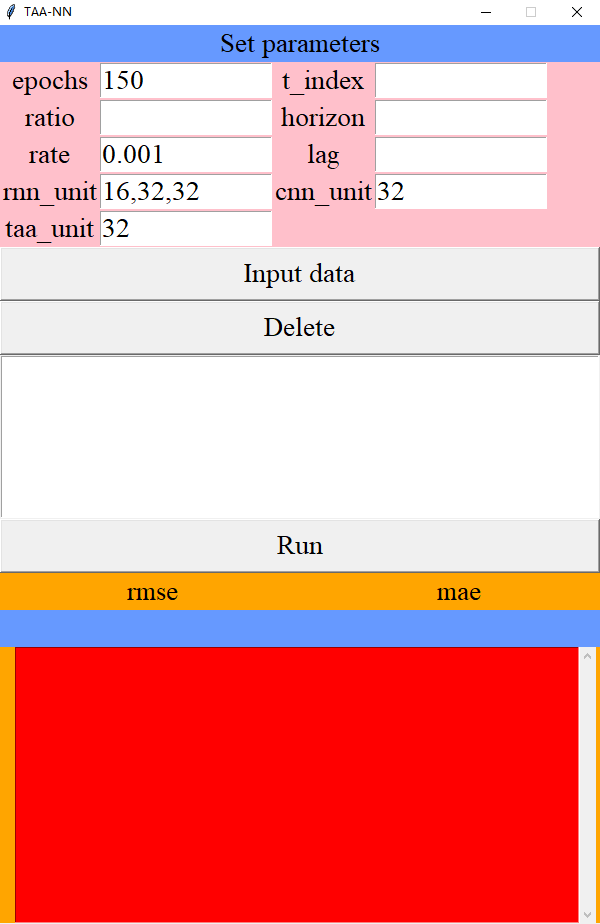 TAA-NN
Set parameters
epochs 150 t_index
ratio horizon
rate 0.001 lag
rnn_unit 16,32,32 cnn_unit 32
taa_unit 32
Input data
Delete
Run
rmse mae